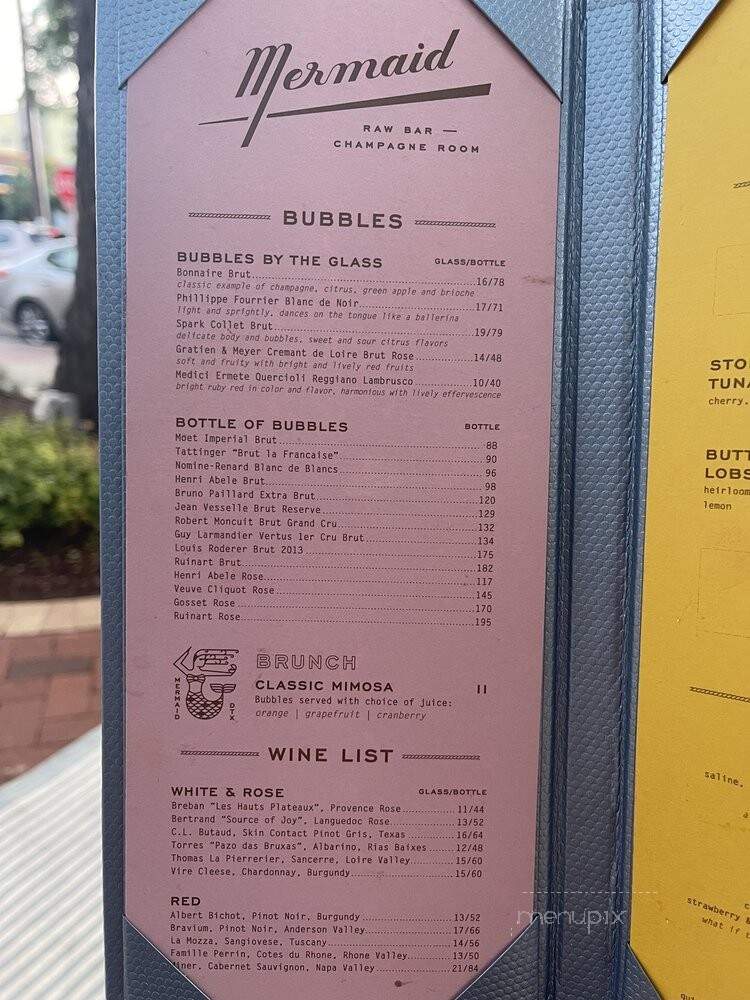 Mermaid
RAW BAR —
CHAMPAGNE ROOM
BUBBLES
BUBBLES BY THE GLASS GLASS/BOTTLE
Bonnaire Brut 16/78
classic example of champagne, citrus, green apple and brioche
Phillippe Fourrier Blanc de Noir 17/71
light and sprightly, dances on the tongue like a ballerina
Spark Collet Brut 19/79
delicate body and bubbles, sweet and sour citrus flavors
Gratien & Meyer Cremant de Loire Brut Rose 14/48
soft and fruity with bright and lively red fruits
Medici Ermete Quercioli Reggiano Lambrusco 10/40
bright ruby red in color and flavor, harmonious with lively effervescence
BOTTLE OF BUBBLES BOTTLE
Moet Imperial Brut 88
Tattinger "Brut la Francaise" 90
Nomine-Renard Blanc de Blancs 96
Henri Abele Brut 98
Bruno Paillard Extra Brut 120
Jean Vesselle Brut Reserve 129
Robert Moncuit Brut Grand Cru 132
Guy Larmandier Vertus 1er Cru Brut 134
Louis Roderer Brut 2013 175
Ruinart Brut 182
Henri Abele Rose 117
Veuve Cliquot Rose 145
Gosset Rose 170
Ruinart Rose 195
MERMAID
DTX
BRUNCH
CLASSIC MIMOSA 11
Bubbles served with choice of juice:
orange | grapefruit | cranberry
WINE LIST
WHITE & ROSE GLASS/BOTTLE
Breban "Les Hauts Plateaux", Provence Rose 11/44
Bertrand "Source of Joy", Languedoc Rose 13/52
C.L. Butaud, Skin Contact Pinot Gris, Texas 16/64
Torres "Pazo das Bruxas", Albarino, Rias Baixes 12/48
Thomas La Pierrerier, Sancerre, Loire Valley 15/60
Vire Cleese, Chardonnay, Burgundy 15/60
RED
Albert Bichot, Pinot Noir, Burgundy 13/52
Bravium, Pinot Noir, Anderson Valley 17/66
La Mozza, Sangiovese, Tuscany 14/56
Famille Perrin, Cotes du Rhone, Rhone Valley 13/50
Miner, Cabernet Sauvignon, Napa Valley 21/84
STO
TUNA
cherry,
BUTT
LOBS
heirloom
lemon
saline,
strawberry &
what if t
menupix